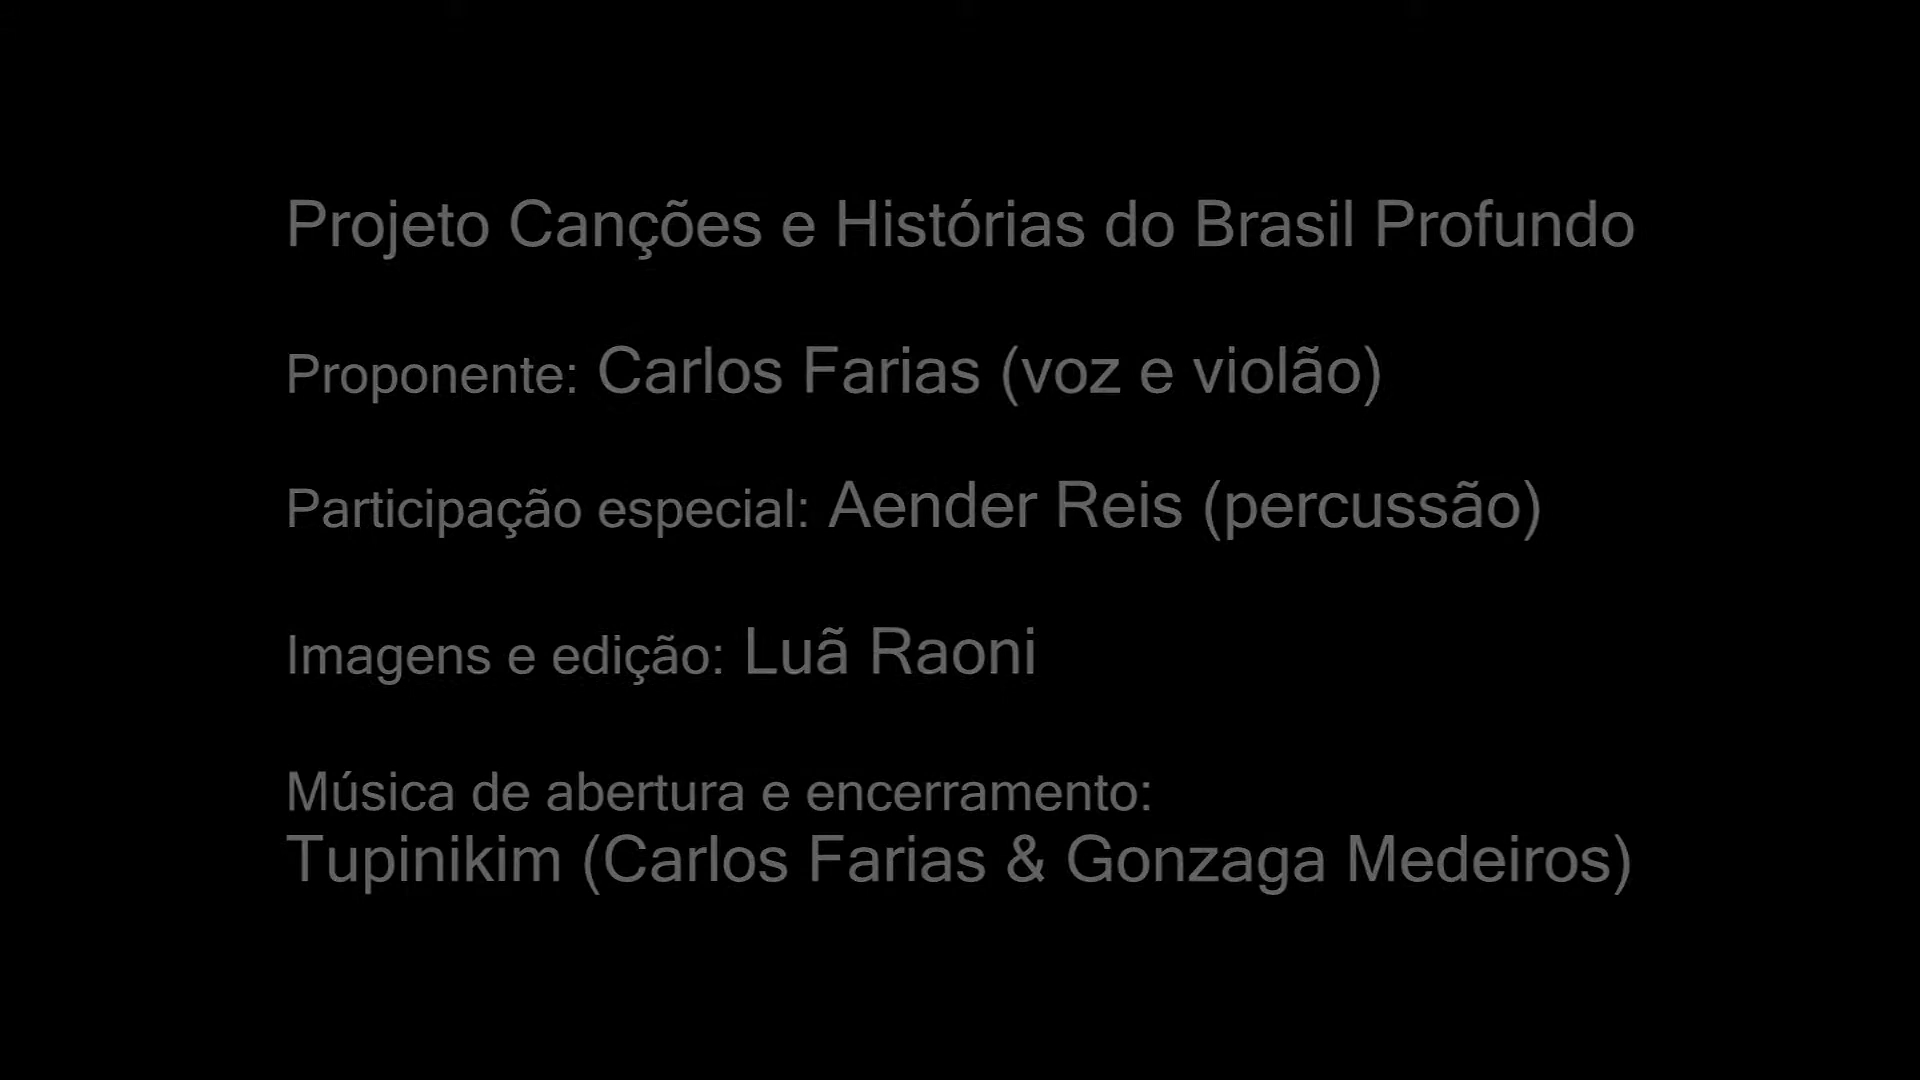 Projeto Canções e Histórias do Brasil Profundo
Proponente: Carlos Farias (voz e violão)
Participação especial: Aender Reis (percussão)
Imagens e edição: Luã Raoni
Música de abertura e encerramento:
Tupinikim (Carlos Farias & Gonzaga Medeiros)